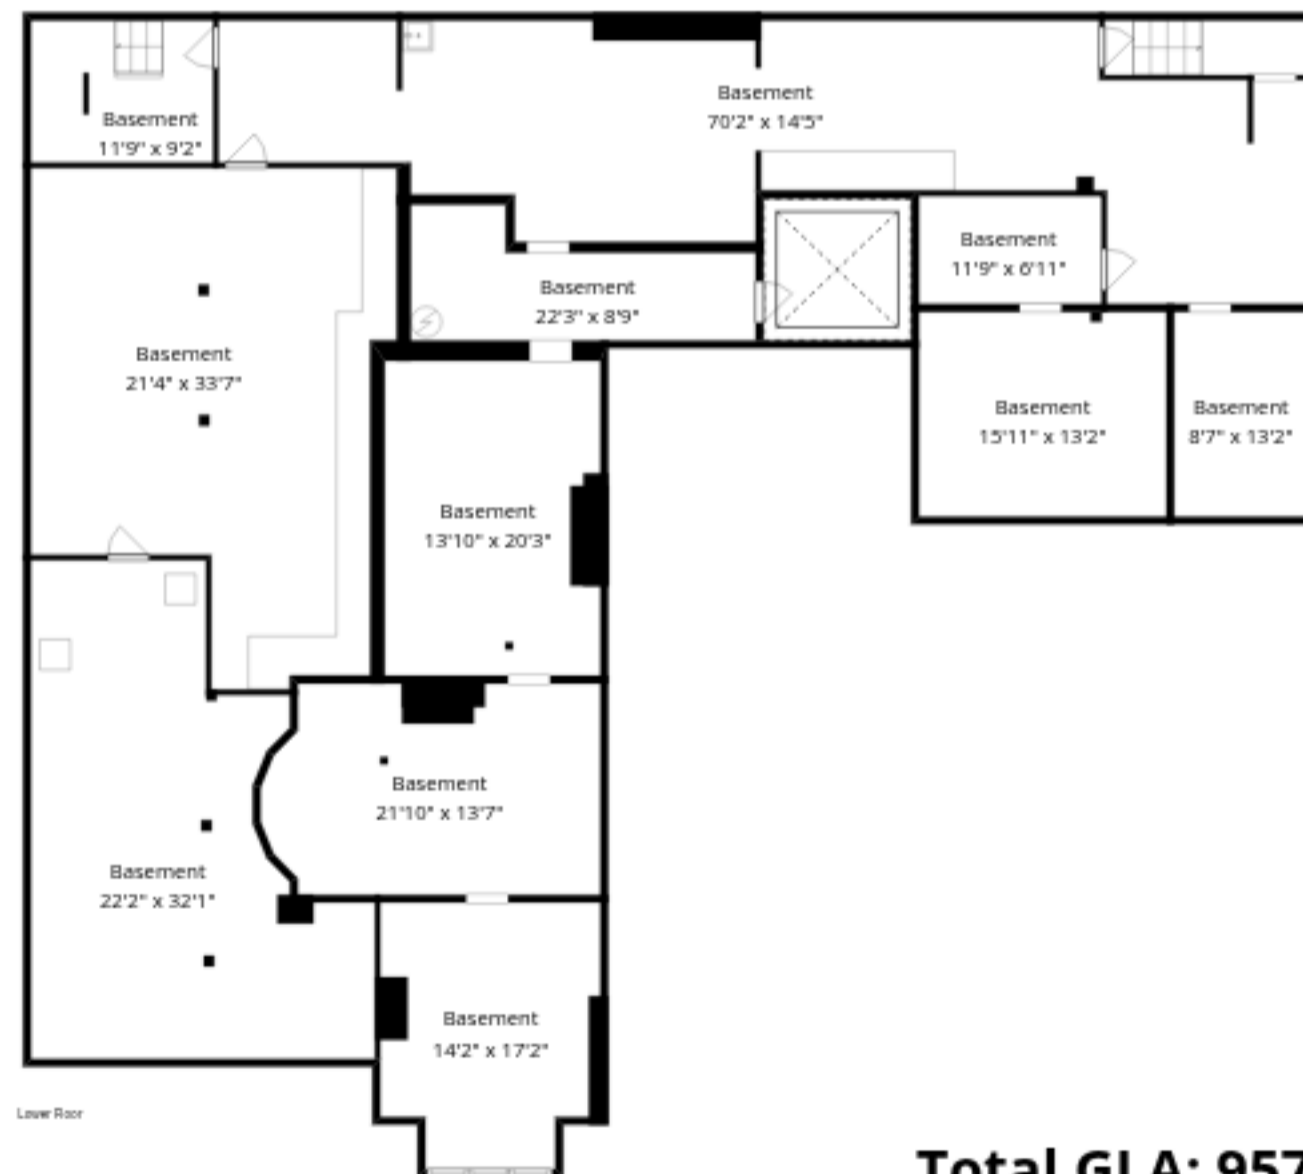 Basement
70'2" x 14'5"
Basement
11'9" x 9'2"
Basement
11'9" x 6'11"
Basement
22'3" x 8'9"
Basement
21'4" x 33'7"
Basement
15'11" x 13'2"
Basement
8'7" x 13'2"
Basement
13'10" x 20'3"
Basement
21'10" x 13'7"
Basement
22'2" x 32'1"
Basement
14'2" x 17'2"
Lower Floor
Total GLA: 957